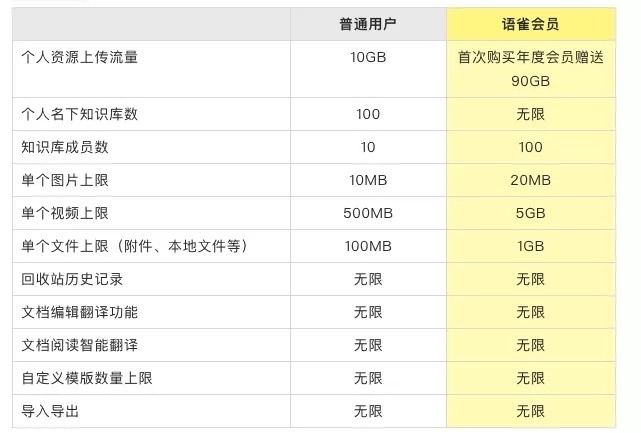 普通用户 语雀会员
个人资源上传流量 10GB 首次购买年度会员赠送
90GB
个人名下知识库数 100 无限
知识库成员数 10 100
单个图片上限 10MB 20MB
单个视频上限 500MB 5GB
单个文件上限（附件、本地文件等） 100MB 1GB
回收站历史记录 无限 无限
文档编辑翻译功能 无限 无限
文档阅读智能翻译 无限 无限
自定义模版数量上限 无限 无限
导入导出 无限 无限